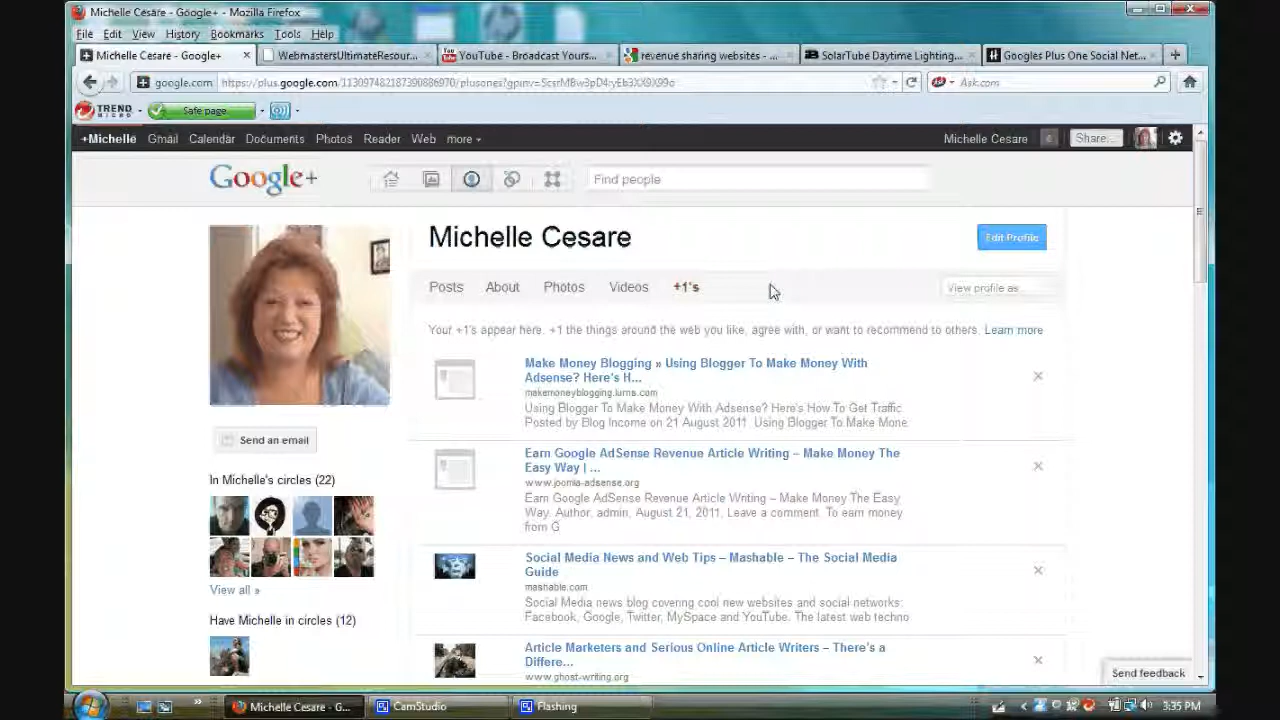 Michelle Cesare - Google+ - Mozilla Firefox
File Edit View History Bookmarks Tools Help
Michelle Cesare - Google+ WebmastersUltimateResour... YouTube - Broadcast Yours... revenue sharing websites - ... SolarTube Daytime Lighting... Googles Plus One Social Net...
google.com https://plus.google.com/113097482187390886970/plusones? Ask.com
TREND MICRO Safe page
+Michelle Gmail Calendar Documents Photos Reader Web more Michelle Cesare Share...
Google+ Find people
Michelle Cesare Edit Profile
Posts About Photos Videos +1's View profile as...
Your +1's appear here. +1 the things around the web you like, agree with, or want to recommend to others. Learn more
Make Money Blogging » Using Blogger To Make Money With
Adsense? Here's H...
makemoneyblogging.lurns.com
Using Blogger To Make Money With Adsense? Here's How To Get Traffic
Posted by Blog Income on 21 August 2011. Using Blogger To Make Mone
Send an email
Earn Google AdSense Revenue Article Writing – Make Money The
Easy Way | ...
www.joomla-adsense.org
Earn Google AdSense Revenue Article Writing – Make Money The Easy
Way. Author, admin, August 21, 2011, Leave a comment. To earn money
from G
In Michelle's circles (22)
View all »
Social Media News and Web Tips – Mashable – The Social Media
Guide
mashable.com
Social Media news blog covering cool new websites and social networks:
Facebook, Google, Twitter, MySpace and YouTube. The latest web techno
Have Michelle in circles (12)
Article Marketers and Serious Online Article Writers – There's a
Differe...
www.ghost-writing.org
Send feedback
Michelle Cesare - G... CamStudio Flashing 3:35 PM